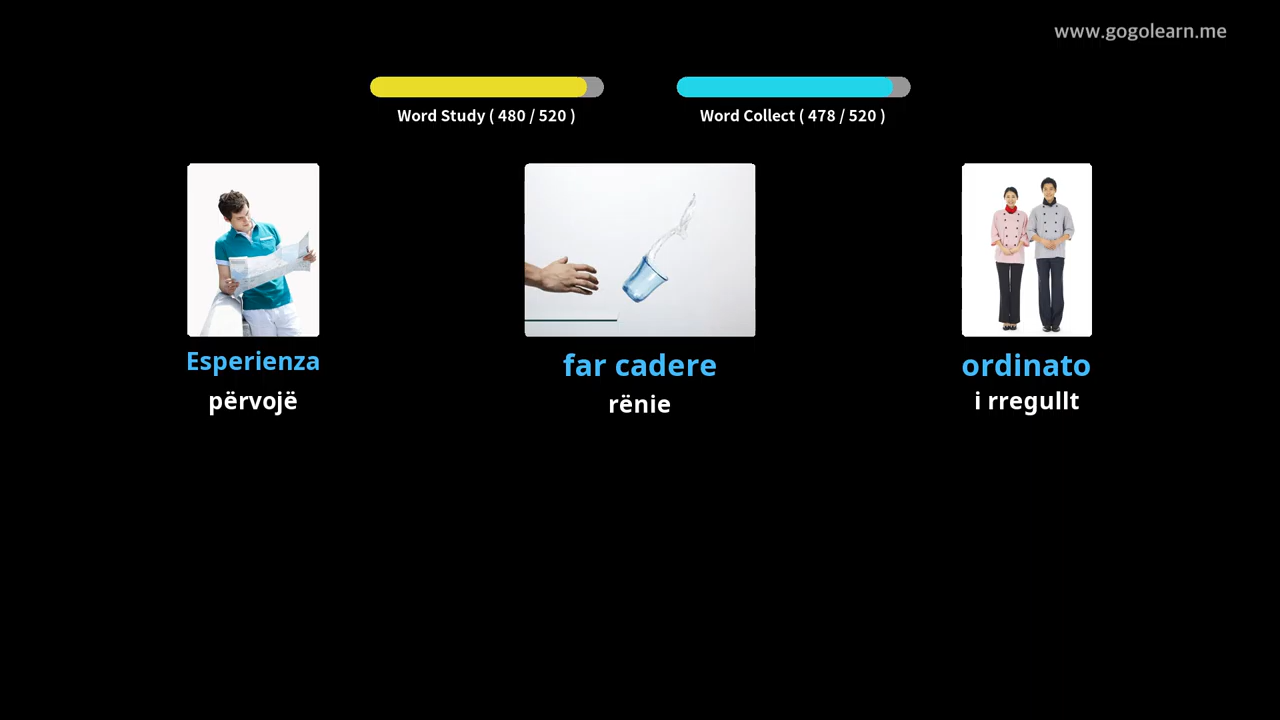 www.gogolearn.me
Word Study ( 480 / 520 )
Word Collect ( 478 / 520 )
Esperienza
përvojë
far cadere
rënie
ordinato
i rregullt